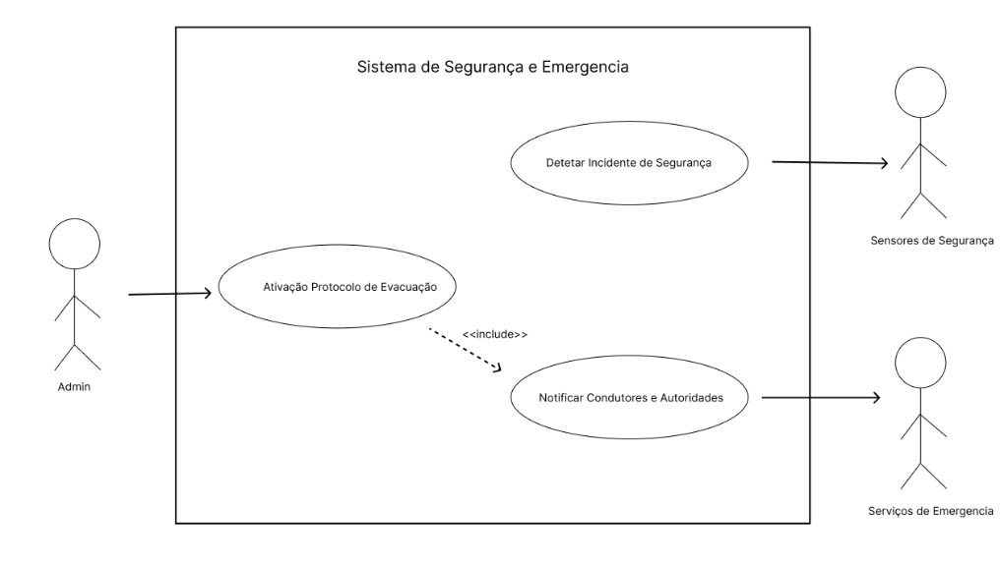 Sistema de Segurança e Emergencia
Detetar Incidente de Segurança
Sensores de Segurança
Ativação Protocolo de Evacuação
<<include>>
Admin
Notificar Condutores e Autoridades
Serviços de Emergencia